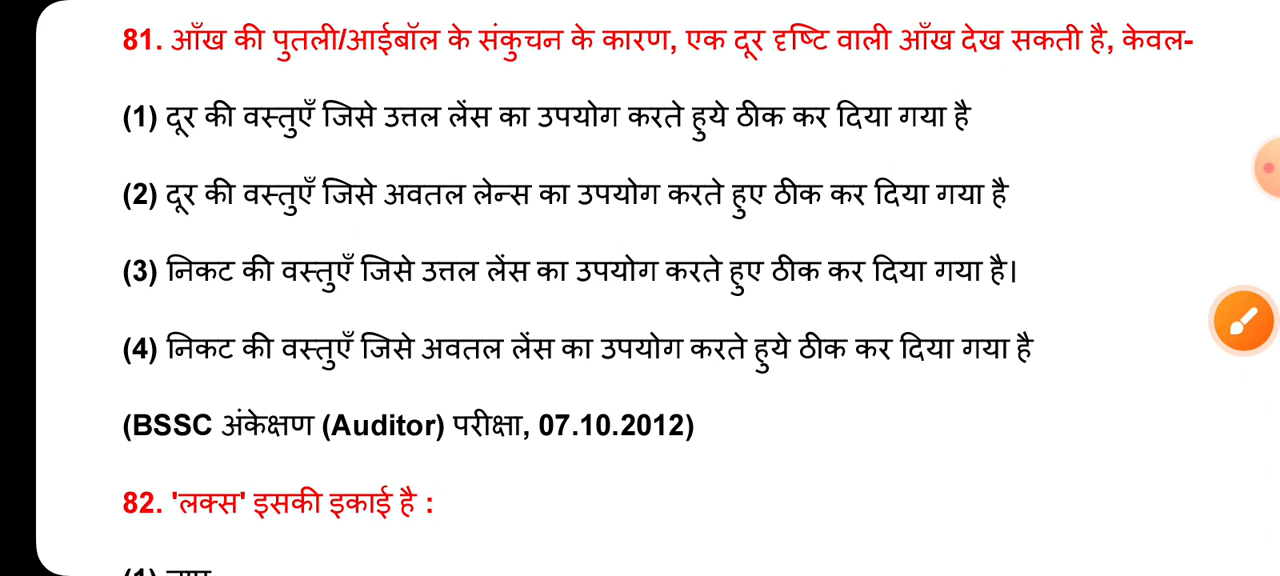 81. आँख की पुतली/आईबॉल के संकुचन के कारण, एक दूर दृष्टि वाली आँख देख सकती है, केवल-
(1) दूर की वस्तुएँ जिसे उत्तल लेंस का उपयोग करते हुये ठीक कर दिया गया है
(2) दूर की वस्तुएँ जिसे अवतल लेन्स का उपयोग करते हुए ठीक कर दिया गया है
(3) निकट की वस्तुएँ जिसे उत्तल लेंस का उपयोग करते हुए ठीक कर दिया गया है।
(4) निकट की वस्तुएँ जिसे अवतल लेंस का उपयोग करते हुये ठीक कर दिया गया है
(BSSC अंकेक्षण (Auditor) परीक्षा, 07.10.2012)
82. 'लक्स' इसकी इकाई है :
(1)